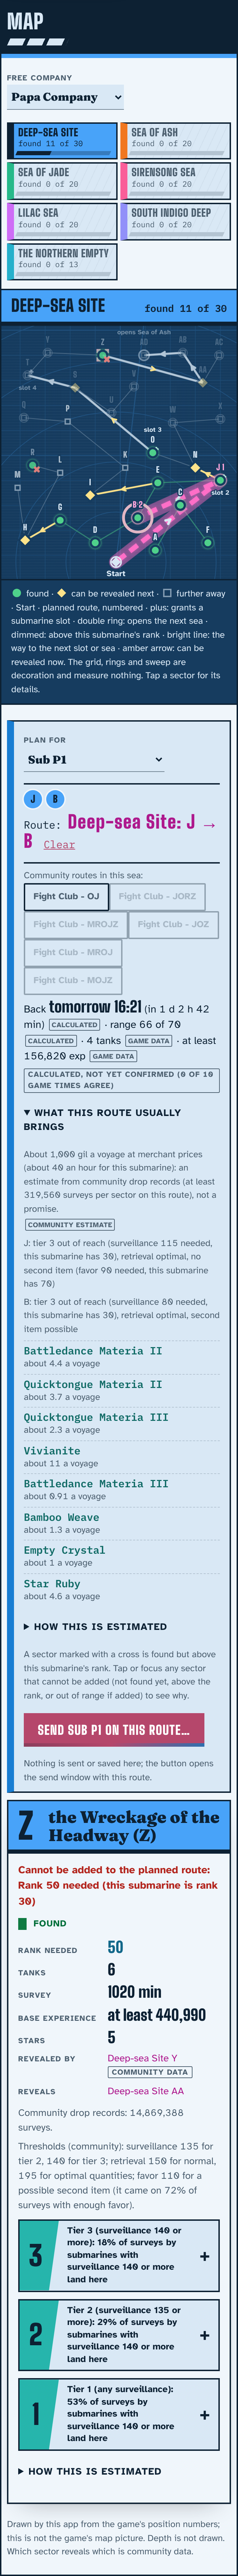 MAP
FREE COMPANY
Papa Company
DEEP-SEA SITE
found 11 of 30
SEA OF ASH
found 0 of 20
SEA OF JADE
found 0 of 20
SIRENSONG SEA
found 0 of 20
LILAC SEA
found 0 of 20
SOUTH INDIGO DEEP
found 0 of 20
THE NORTHERN EMPTY
found 0 of 13
DEEP-SEA SITE
found 11 of 30
opens Sea of Ash
Y
Z
AD
AB
AC
T
S
V
AA
slot 4
Q
P
U
W
X
slot 3
O
R
L
K
N
J 1
M
I
E
C
slot 2
G
B 2
H
D
A
F
Start
found · can be revealed next · further away
· Start · planned route, numbered · plus: grants a
submarine slot · double ring: opens the next sea ·
dimmed: above this submarine's rank · bright line: the
way to the next slot or sea · amber arrow: can be
revealed now. The grid, rings and sweep are
decoration and measure nothing. Tap a sector for its
details.
PLAN FOR
Sub P1
J B
Route: Deep-sea Site: J →
B Clear
Community routes in this sea:
Fight Club - OJ
Fight Club - JORZ
Fight Club - MROJZ
Fight Club - JOZ
Fight Club - MROJ
Fight Club - MOJZ
Back tomorrow 16:21 (in 1 d 2 h 42
min) CALCULATED · range 66 of 70
CALCULATED · 4 tanks GAME DATA · at least
156,820 exp GAME DATA
CALCULATED, NOT YET CONFIRMED (0 OF 10
GAME TIMES AGREE)
▼ WHAT THIS ROUTE USUALLY
BRINGS
About 1,000 gil a voyage at merchant prices
(about 40 an hour for this submarine): an
estimate from community drop records (at least
319,560 surveys per sector on this route), not a
promise.
COMMUNITY ESTIMATE
J: tier 3 out of reach (surveillance 115 needed,
this submarine has 30), retrieval optimal, no
second item (favor 90 needed, this submarine
has 70)
B: tier 3 out of reach (surveillance 80 needed,
this submarine has 30), retrieval optimal, second
item possible
Battledance Materia II
about 4.4 a voyage
Quicktongue Materia II
about 3.7 a voyage
Quicktongue Materia III
about 2.3 a voyage
Vivianite
about 11 a voyage
Battledance Materia III
about 0.91 a voyage
Bamboo Weave
about 1.3 a voyage
Empty Crystal
about 1 a voyage
Star Ruby
about 4.6 a voyage
▶ HOW THIS IS ESTIMATED
A sector marked with a cross is found but above
this submarine's rank. Tap or focus any sector
that cannot be added (not found yet, above the
rank, or out of range if added) to see why.
SEND SUB P1 ON THIS ROUTE…
Nothing is sent or saved here; the button opens
the send window with this route.
Z the Wreckage of the
Headway (Z)
Cannot be added to the planned route:
Rank 50 needed (this submarine is rank
30)
FOUND
RANK NEEDED 50
TANKS 6
SURVEY 1020 min
BASE EXPERIENCE at least 440,990
STARS 5
REVEALED BY Deep-sea Site Y
COMMUNITY DATA
REVEALS Deep-sea Site AA
Community drop records: 14,869,388
surveys.
Thresholds (community): surveillance 135 for
tier 2, 140 for tier 3; retrieval 150 for normal,
195 for optimal quantities; favor 110 for a
possible second item (it came on 72% of
surveys with enough favor).
3
Tier 3 (surveillance 140 or
more): 18% of surveys by
submarines with
surveillance 140 or more
land here
+
2
Tier 2 (surveillance 135 or
more): 29% of surveys by
submarines with
surveillance 140 or more
land here
+
1
Tier 1 (any surveillance):
53% of surveys by
submarines with
surveillance 140 or more
land here
+
▶ HOW THIS IS ESTIMATED
Drawn by this app from the game's position numbers;
this is not the game's map picture. Depth is not drawn.
Which sector reveals which is community data.